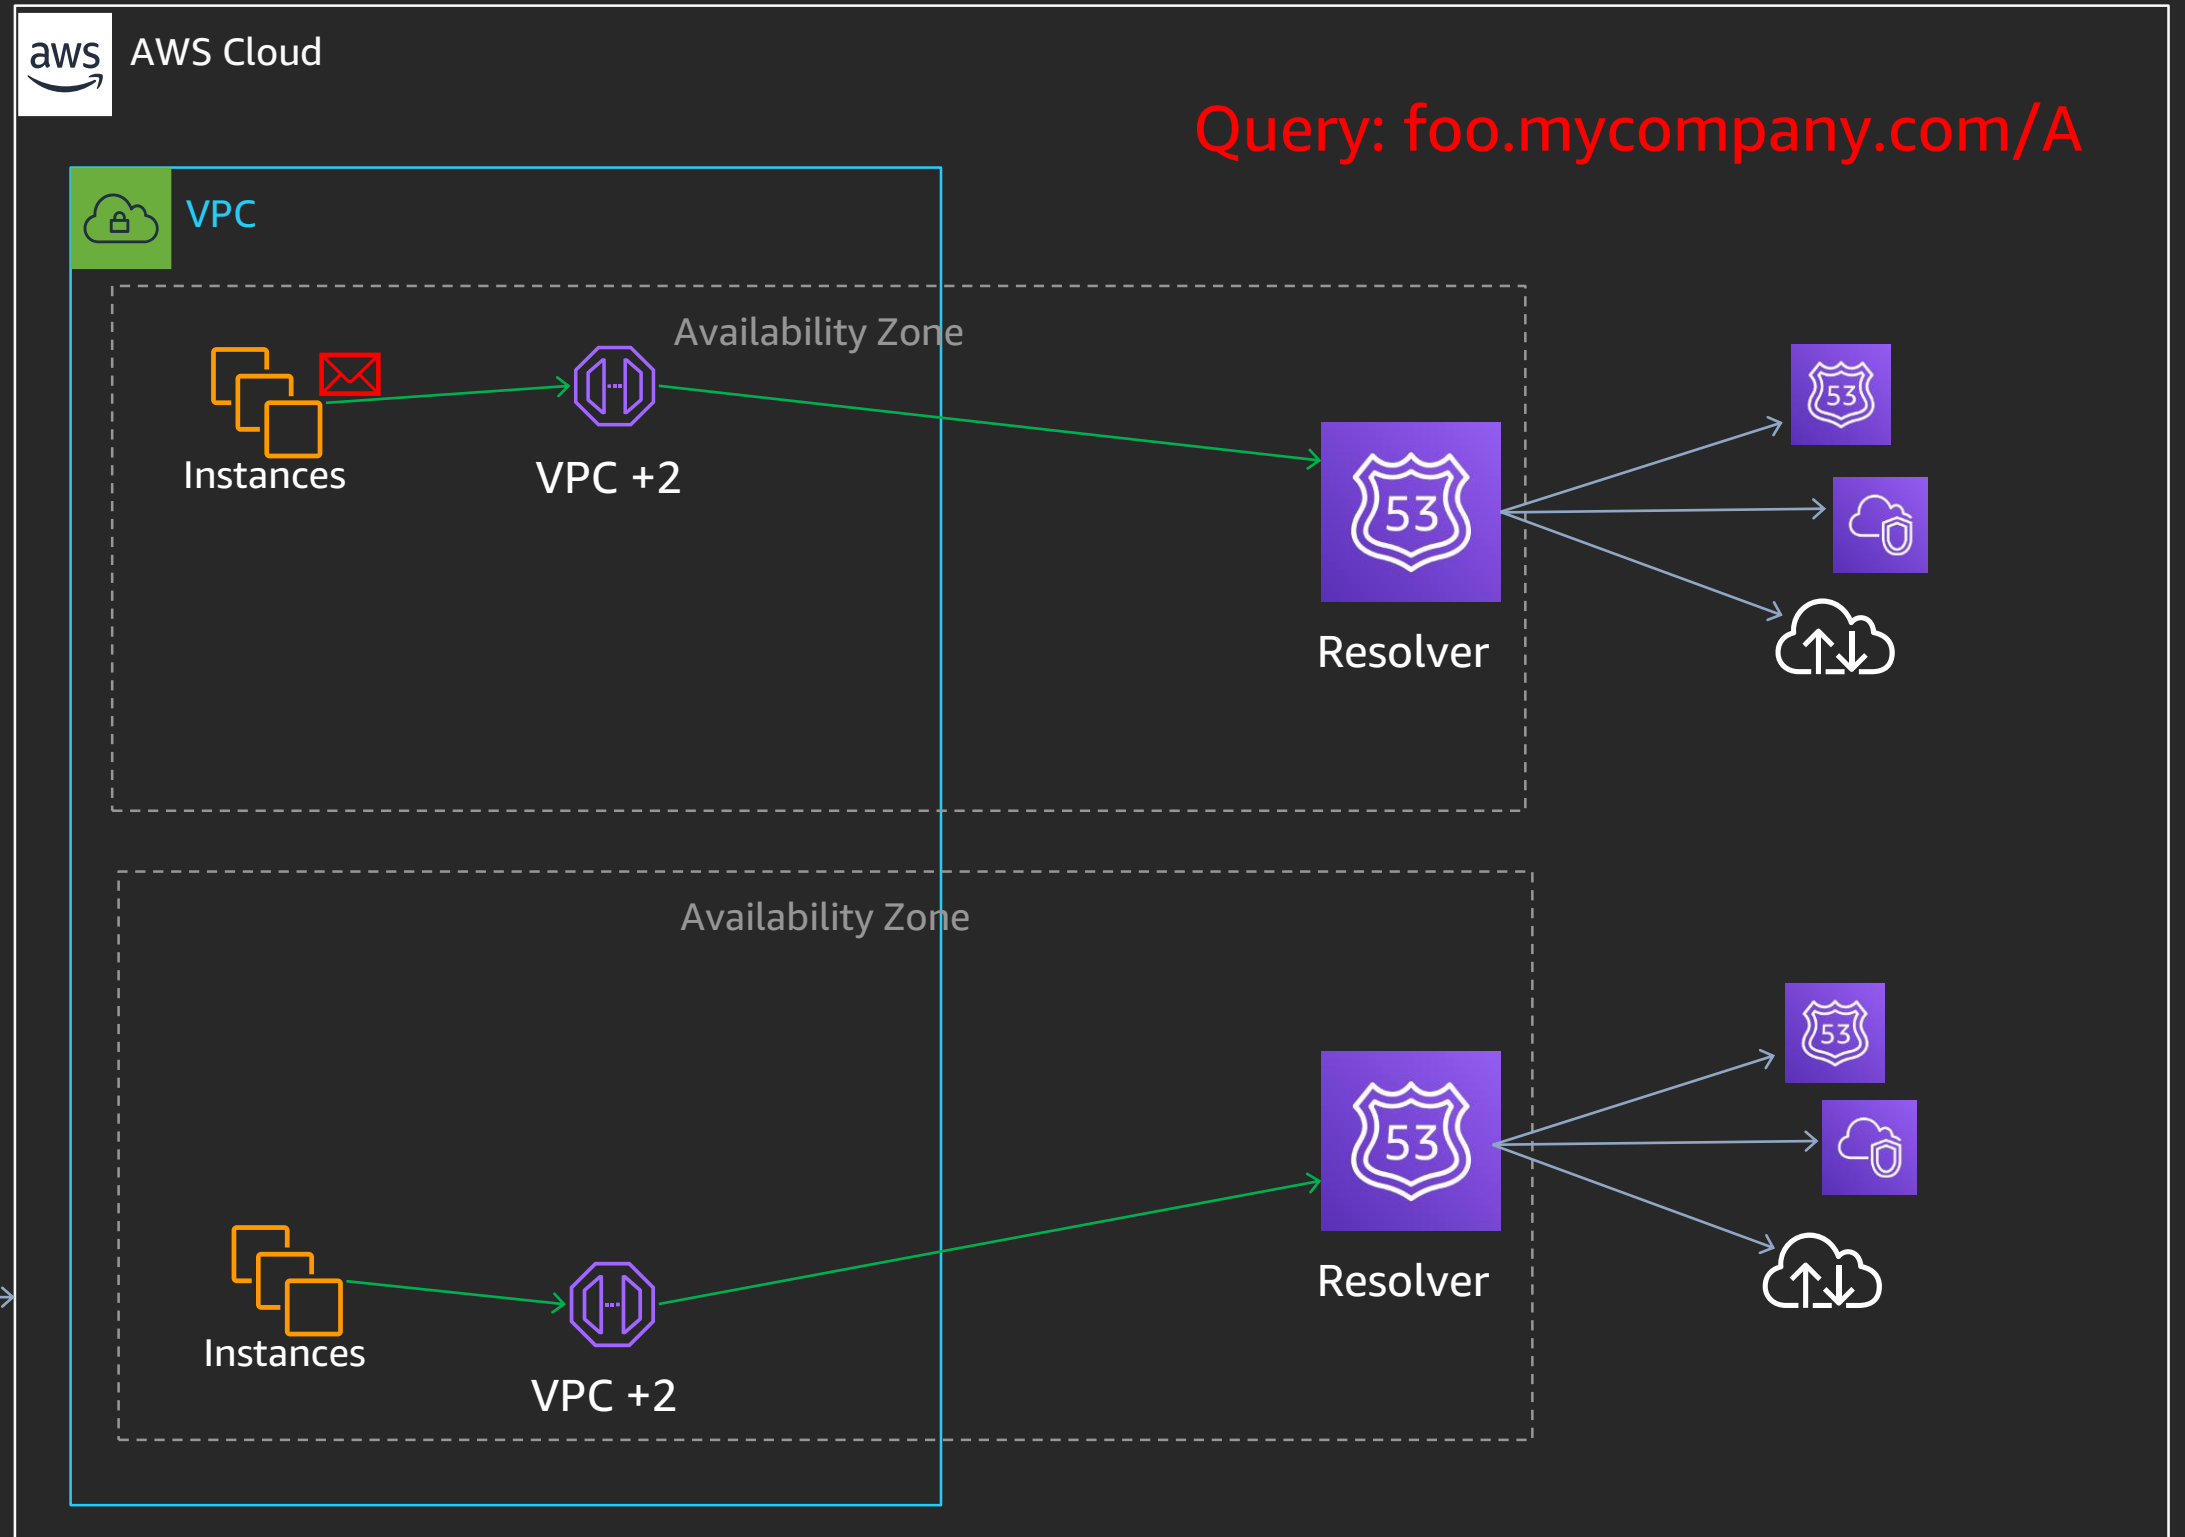 aws
AWS Cloud
Query: foo.mycompany.com/A
VPC
Availability Zone
Instances
VPC +2
53
Resolver
53
Availability Zone
Instances
VPC +2
53
Resolver
53